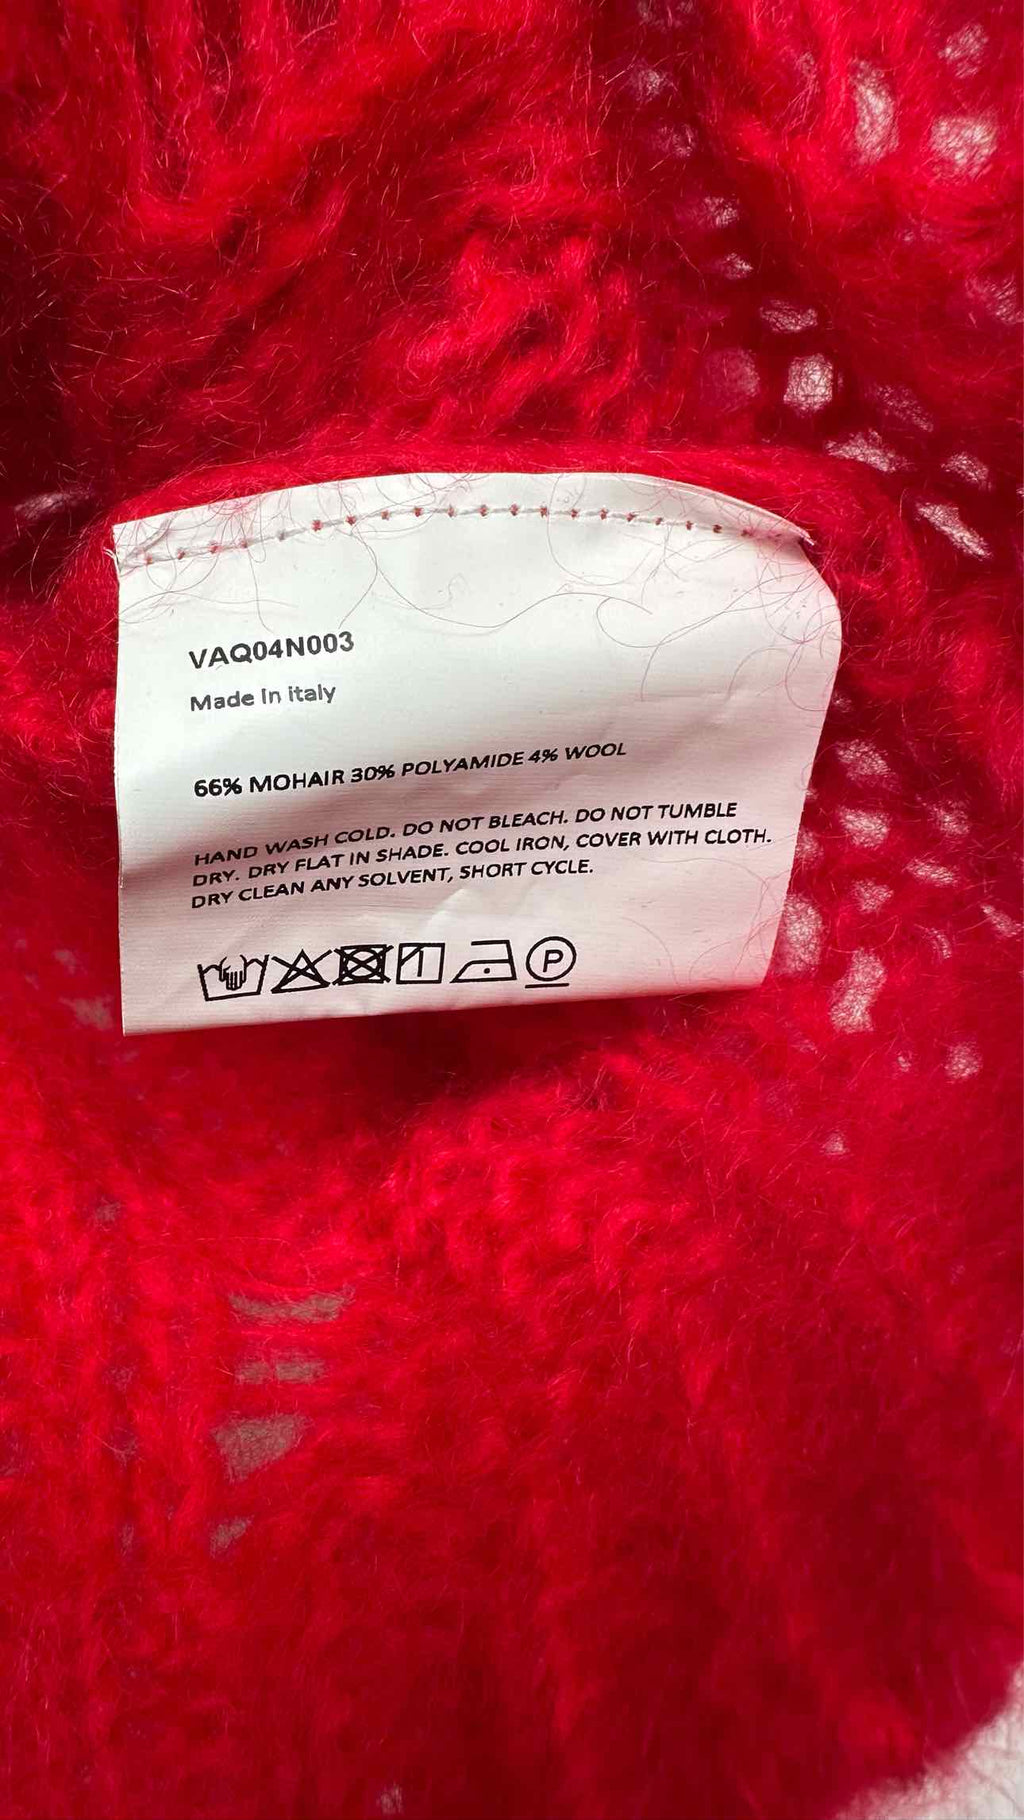 VAQ04N003
Made In italy
66% MOHAIR 30% POLYAMIDE 4% WOOL
HAND WASH COLD. DO NOT BLEACH. DO NOT TUMBLE
DRY. DRY FLAT IN SHADE. COOL IRON, COVER WITH CLOTH.
DRY CLEAN ANY SOLVENT, SHORT CYCLE.
P